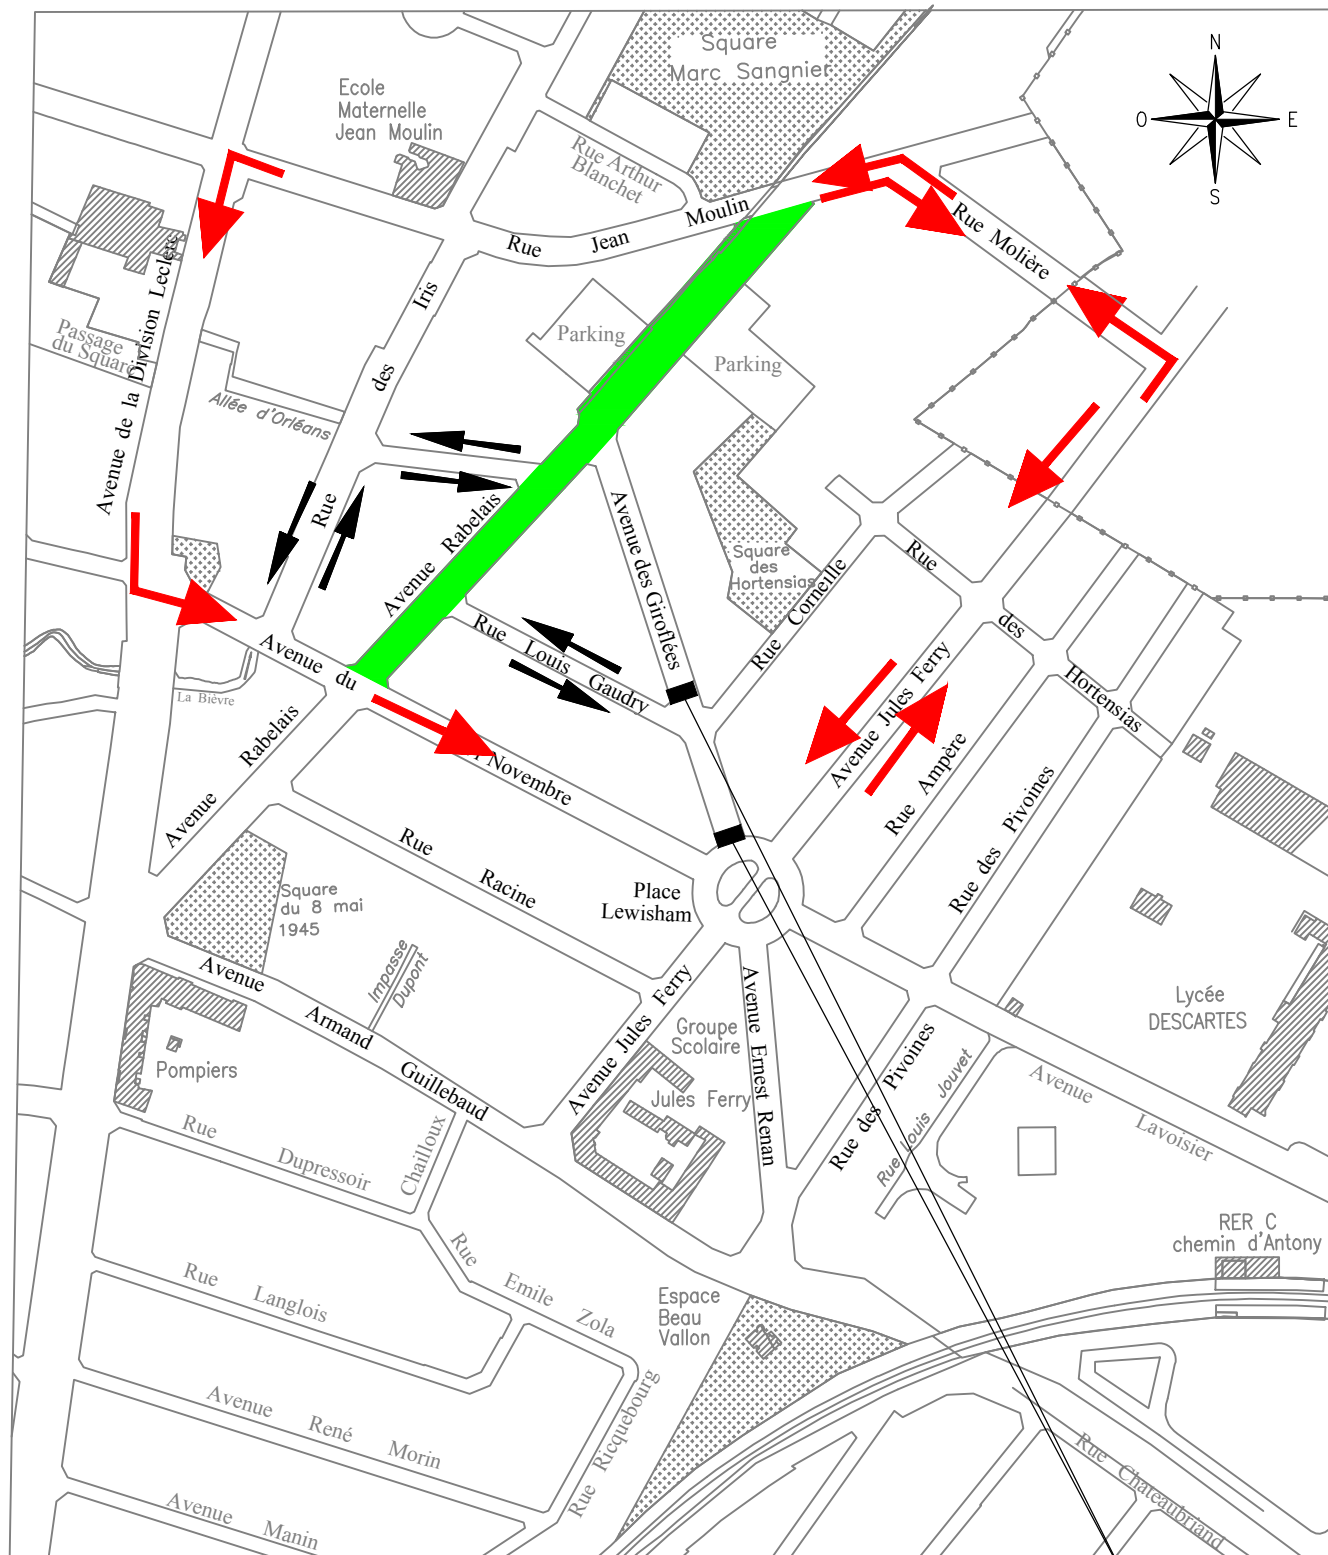 Square
Marc Sangnier
N
O
E
S
Ecole
Maternelle
Jean Moulin
Rue Arthur
Blanchet
Rue Jean Moulin
Rue Molière
Avenue de la Division Leclerc
Passage
du Square
Rue des Iris
Allée d'Orléans
Parking
Parking
Avenue Rabelais
Avenue des Giroflées
Square
des
Hortensias
Rue Corneille
Rue des Hortensias
Rue Louis Gaudry
La Bièvre
Avenue du
Novembre
Avenue Rabelais
Avenue Jules Ferry
Rue Ampère
Rue des Pivoines
Rue Racine
Place
Lewisham
Square
du 8 mai
1945
Impasse
Dupont
Avenue Armand Guillebaud
Avenue Jules Ferry
Avenue Ernest Renan
Groupe
Scolaire
Jules Ferry
Rue des Pivoines
Rue Louis Jouvet
Lycée
DESCARTES
Avenue Lavoisier
Pompiers
Rue Dupressoir
Chailloux
Rue Emile Zola
Rue Langlois
Avenue René Morin
Avenue Manin
Rue Ricquebourg
Espace
Beau
Vallon
RER C
chemin d'Antony
Rue Chateaubriand